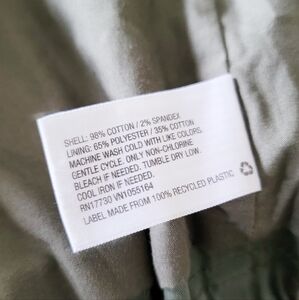 SHELL: 98% COTTON / 2% SPANDEX
LINING: 65% POLYESTER / 35% COTTON
MACHINE WASH COLD WITH LIKE COLORS,
GENTLE CYCLE. ONLY NON-CHLORINE
BLEACH IF NEEDED. TUMBLE DRY LOW.
COOL IRON IF NEEDED.
RN17730 VN1055164
LABEL MADE FROM 100% RECYCLED PLASTIC